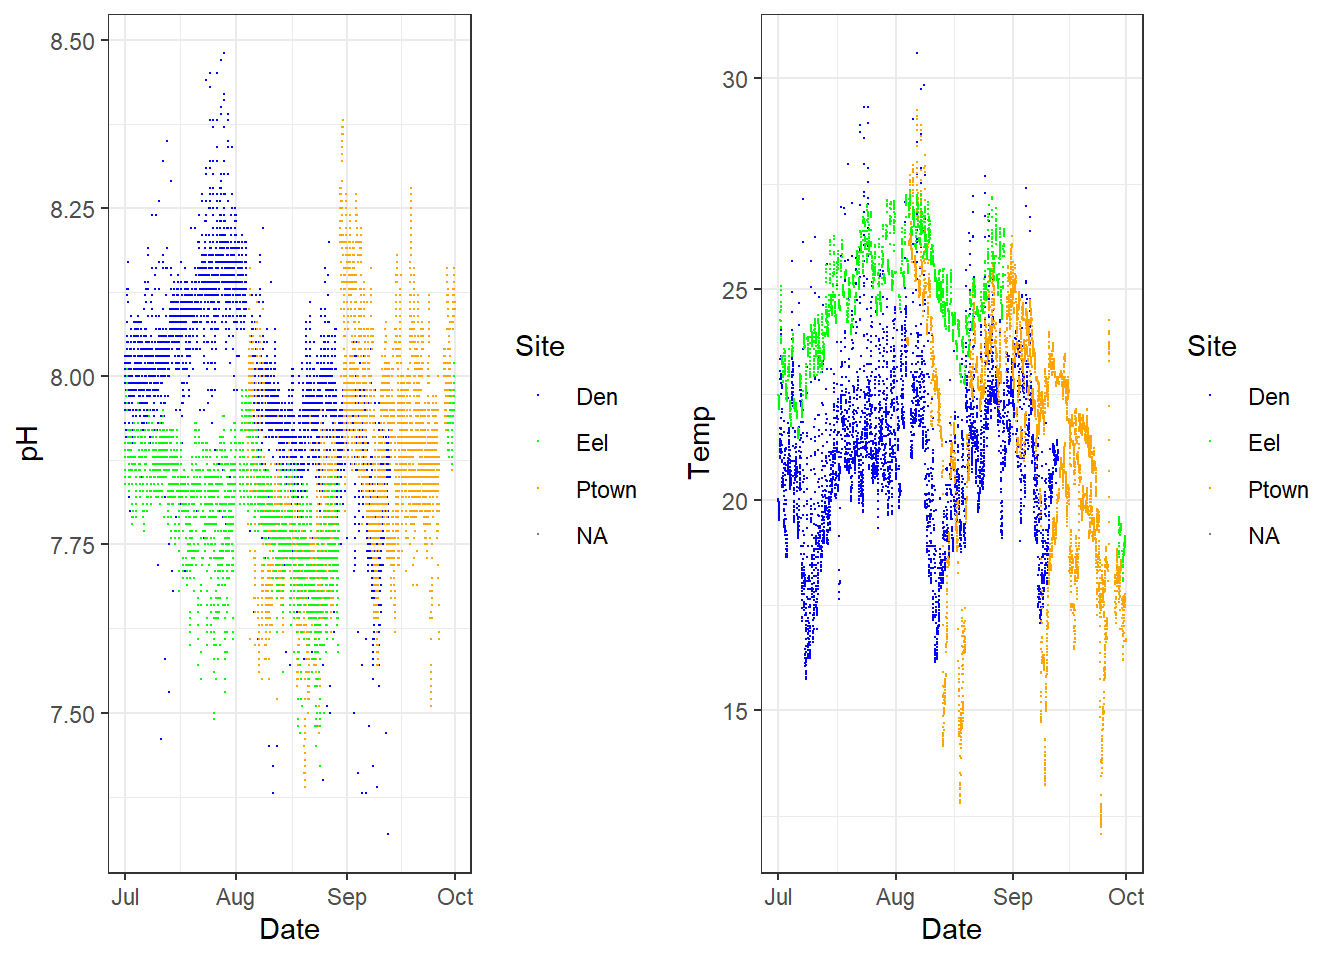 8.50
8.25
8.00
7.75
7.50
pH
Jul Aug Sep Oct
Date
Site
Den
Eel
Ptown
NA
30
25
20
15
Temp
Jul Aug Sep Oct
Date
Site
Den
Eel
Ptown
NA